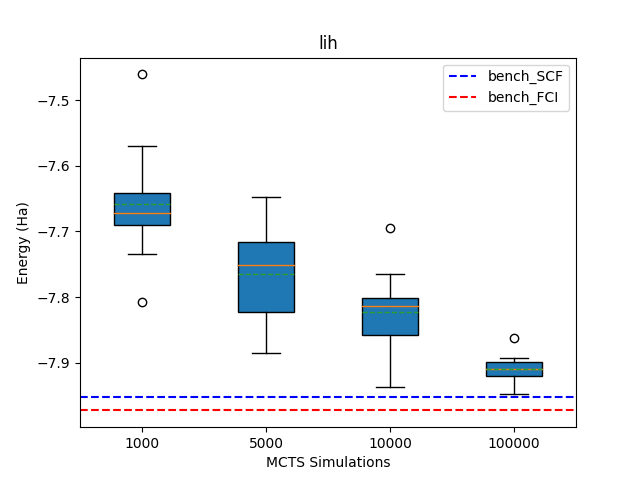 lih
bench_SCF
bench_FCI
Energy (Ha)
−7.5
−7.6
−7.7
−7.8
−7.9
1000
5000
10000
100000
MCTS Simulations